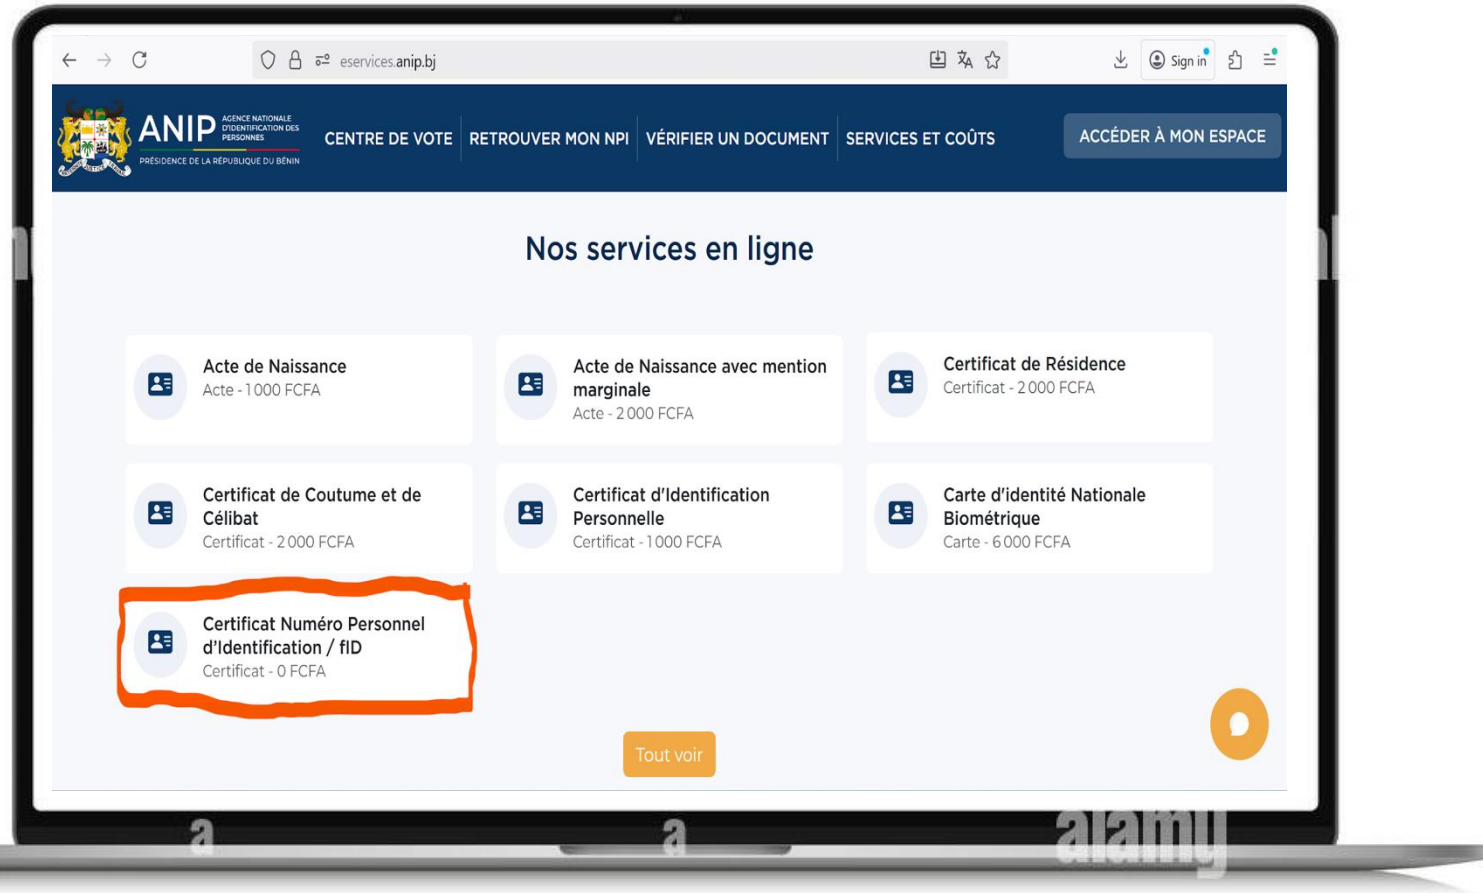 eservices.anip.bj
Sign in
ANIP
AGENCE NATIONALE
D'IDENTIFICATION DES
PERSONNES
PRÉSIDENCE DE LA RÉPUBLIQUE DU BÉNIN
CENTRE DE VOTE
RETROUVER MON NPI
VÉRIFIER UN DOCUMENT
SERVICES ET COÛTS
ACCÉDER À MON ESPACE
Nos services en ligne
Acte de Naissance
Acte - 1 000 FCFA
Acte de Naissance avec mention
marginale
Acte - 2 000 FCFA
Certificat de Résidence
Certificat - 2 000 FCFA
Certificat de Coutume et de
Célibat
Certificat - 2 000 FCFA
Certificat d'Identification
Personnelle
Certificat - 1 000 FCFA
Carte d'identité Nationale
Biométrique
Carte - 6 000 FCFA
Certificat Numéro Personnel
d'Identification / fID
Certificat - 0 FCFA
Tout voir
a
a
alamy